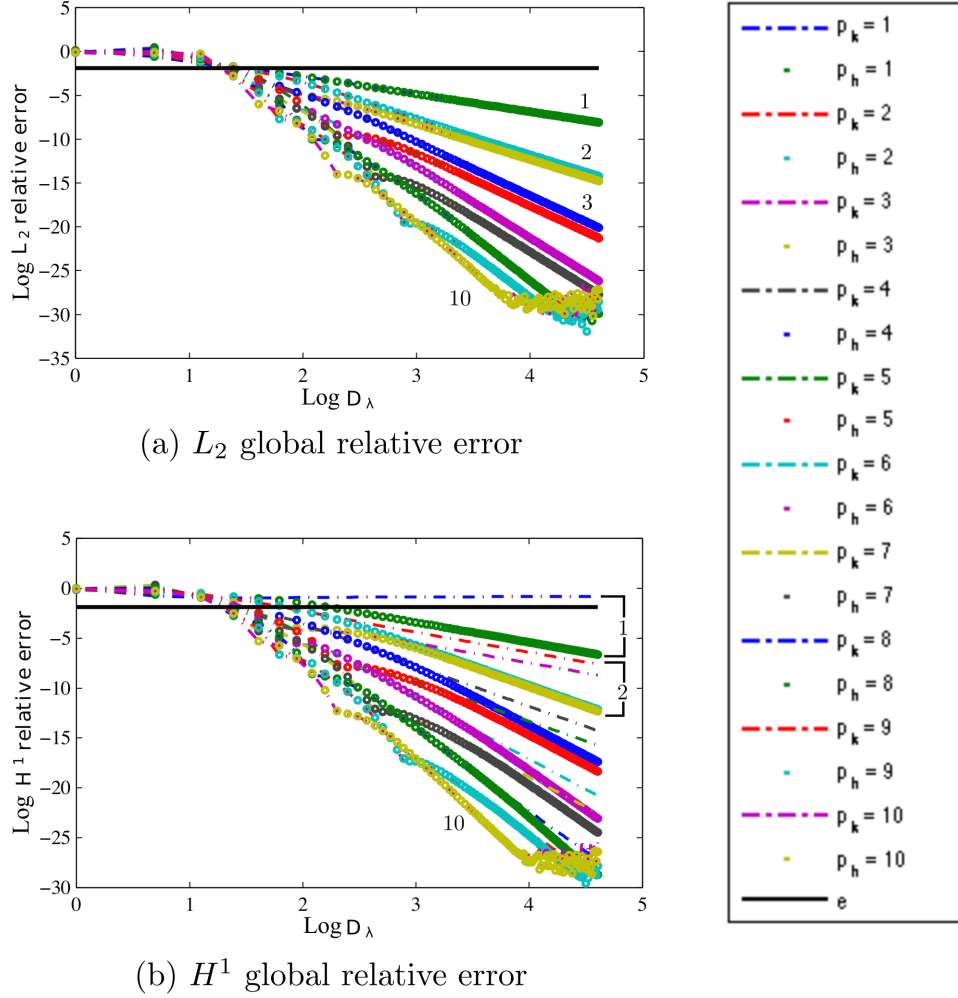 5
0
−5
−10
−15
−20
−25
−30
−35
0
1
2
3
4
5
Log L 2 relative error
Log D λ
1
2
3
10
(a) L2 global relative error
5
0
−5
−10
−15
−20
−25
−30
0
1
2
3
4
5
Log H 1 relative error
Log D λ
1
2
10
(b) H1 global relative error
pk = 1
ph = 1
pk = 2
ph = 2
pk = 3
ph = 3
pk = 4
ph = 4
pk = 5
ph = 5
pk = 6
ph = 6
pk = 7
ph = 7
pk = 8
ph = 8
pk = 9
ph = 9
pk = 10
ph = 10
e